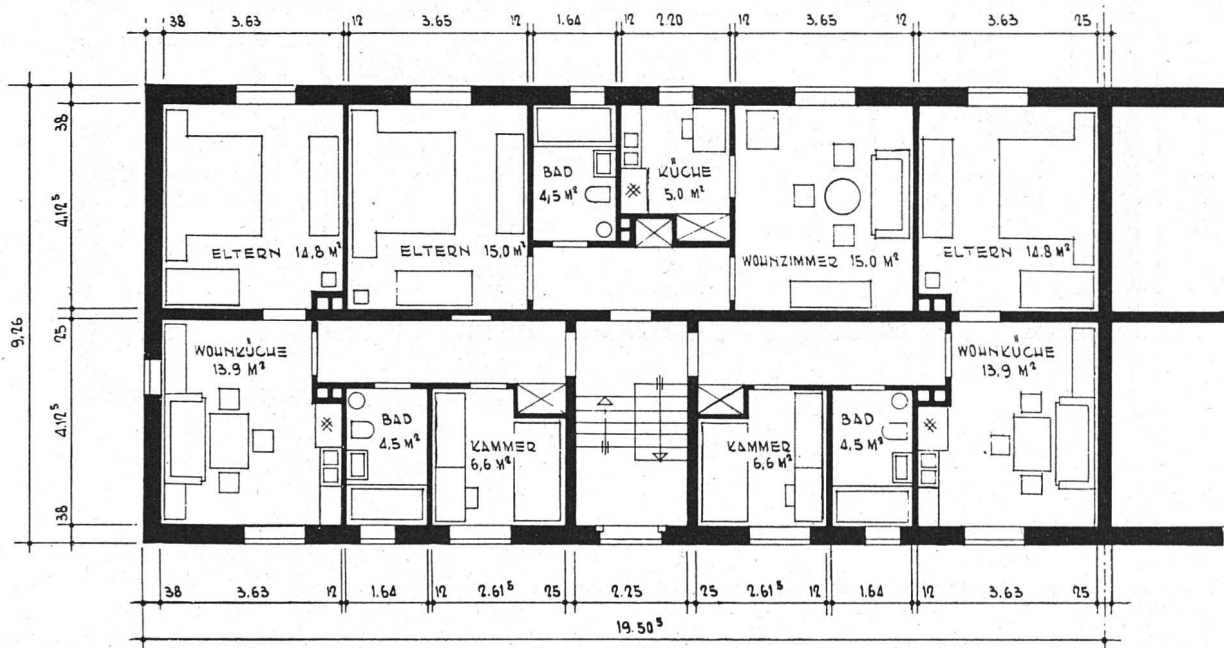 38 3.63 12 3.65 12 1.64 12 2.20 12 3.65 12 3.63 25
38
4,12⁵
25
4.12⁵
38
9,26
ELTERN 14,8 M²
ELTERN 15,0 M²
BAD
4,5 M²
KÜCHE
5,0 M²
WOHNZIMMER 15.0 M²
ELTERN 14.8 M²
WOHNKÜCHE
13,9 M²
BAD
4,5 M²
KAMMER
6,6 M²
KAMMER
6,6 M²
BAD
4,5 M²
WOHNKÜCHE
13,9 M²
38 3.63 12 1.64 12 2.61⁵ 25 2.25 25 2.61⁵ 12 1.64 12 3.63 25
19.50⁵